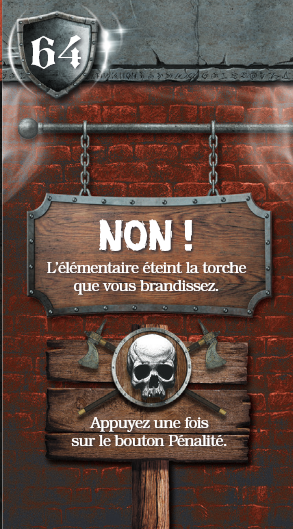 64
NON !
L'élémentaire éteint la torche
que vous brandissez.
Appuyez une fois
sur le bouton Pénalité.